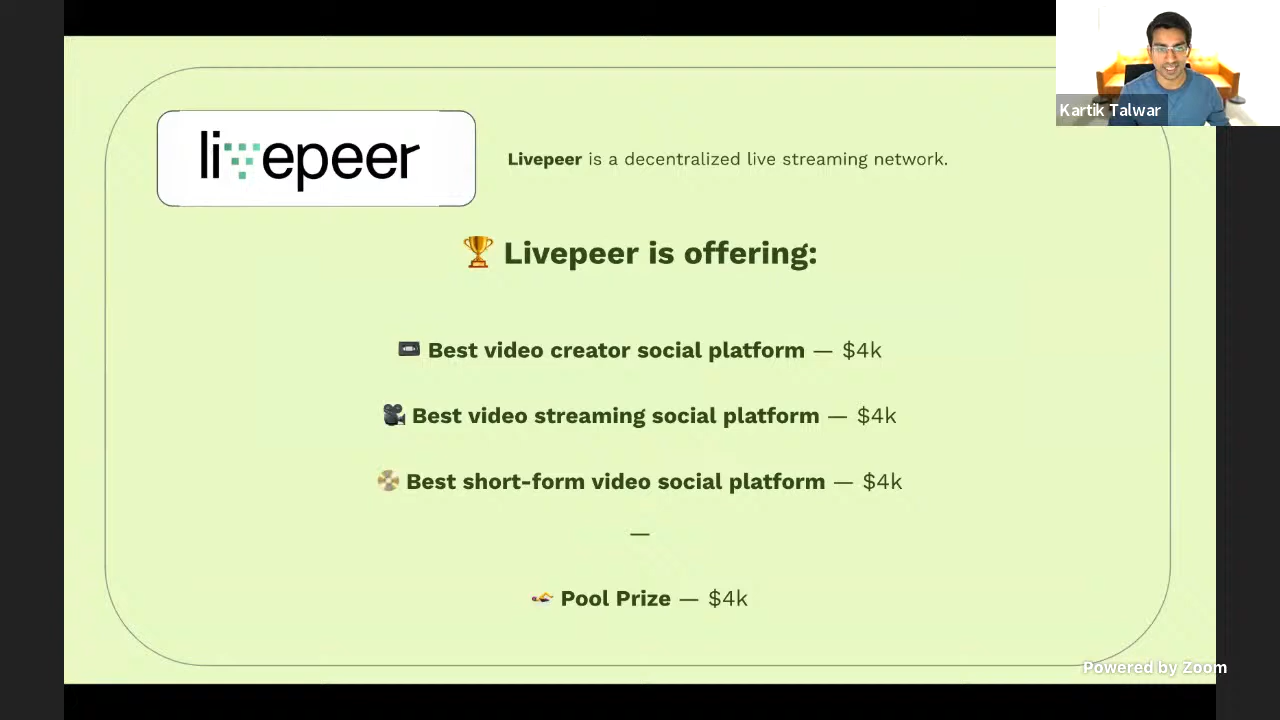 Kartik Talwar
livepeer
Livepeer is a decentralized live streaming network.
🏆 Livepeer is offering:
📼 Best video creator social platform — $4k
🎥 Best video streaming social platform — $4k
📀 Best short-form video social platform — $4k
—
🏊 Pool Prize — $4k
Powered by Zoom